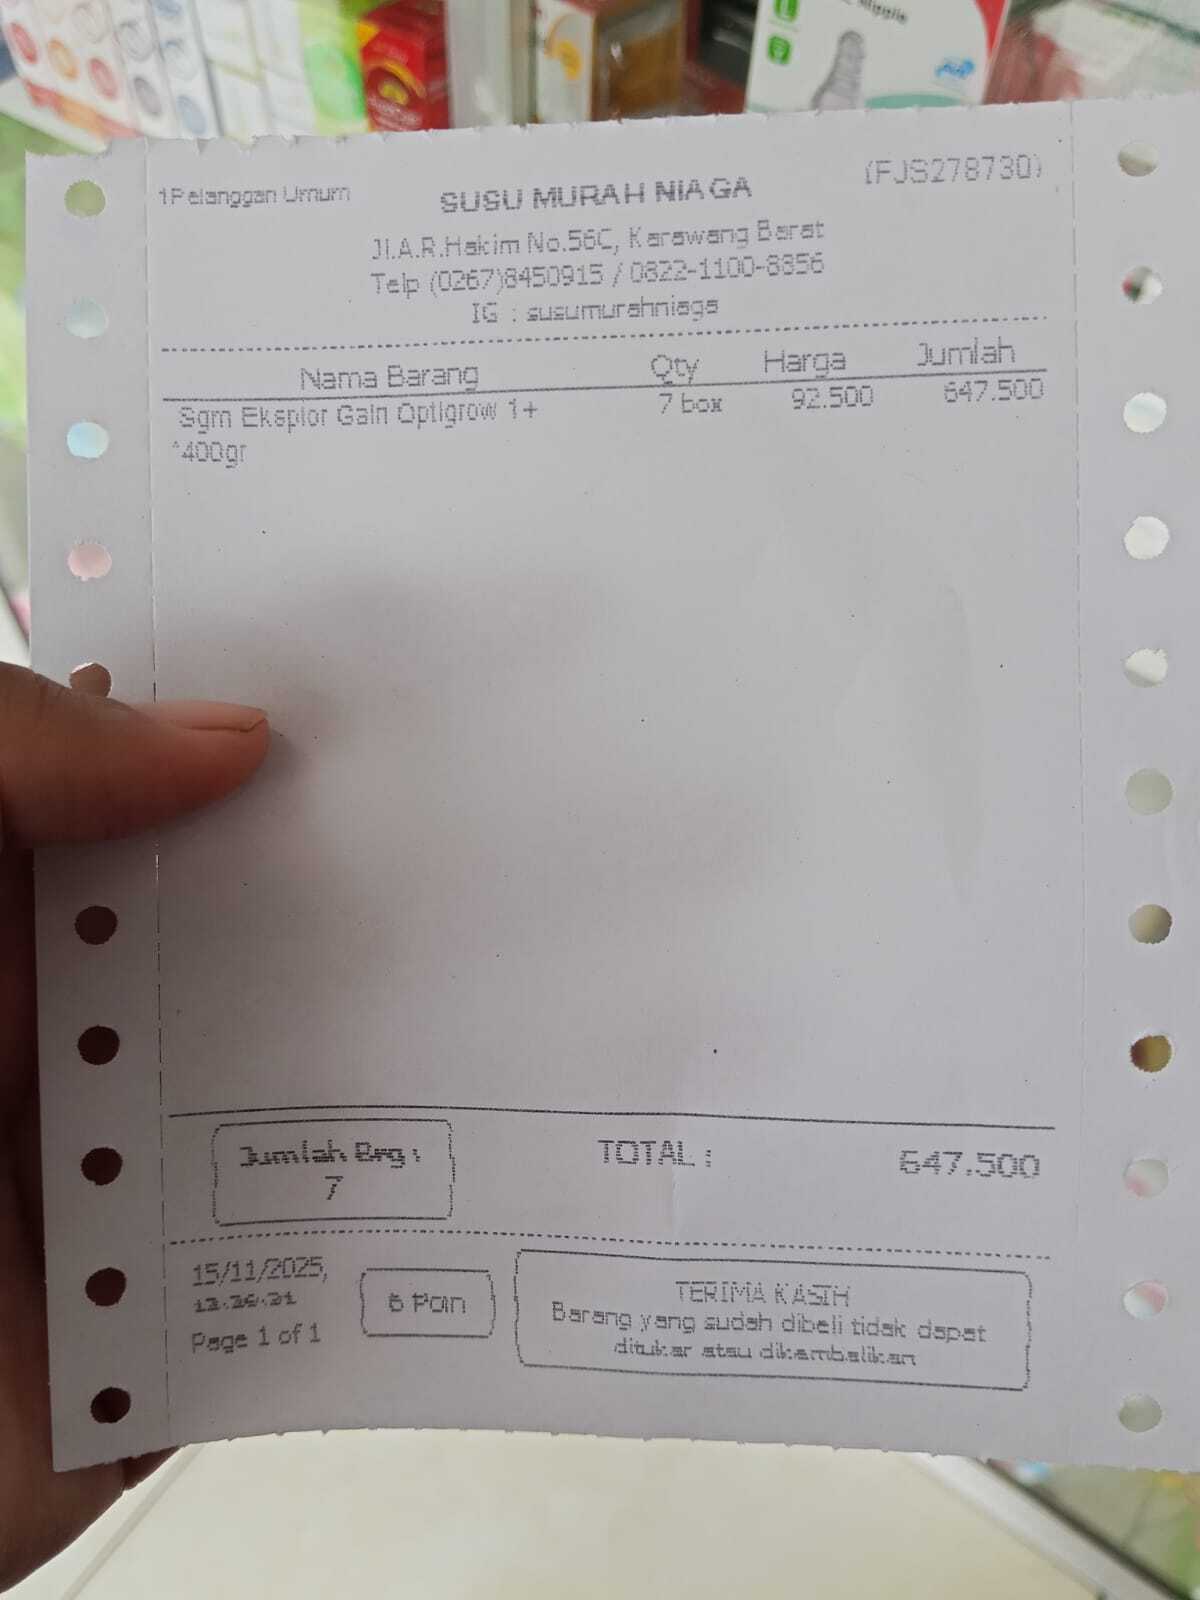 Nipple
1Pelanggan Umum
SUSU MURAH NIAGA
(FJS278730)
Jl.A.R.Hakim No.56C, Karawang Barat
Telp (0267)8450915 / 0822-1100-8856
IG : susumurahniaga
Nama Barang Qty Harga Jumlah
Sgm Eksplor Gain Optigrow 1+ 7 box 92.500 647.500
*400gr
Jumlah Brg :
7
TOTAL : 647.500
15/11/2025,
Page 1 of 1
6 Poin
TERIMA KASIH
Barang yang sudah dibeli tidak dapat
ditukar atau dikembalikan